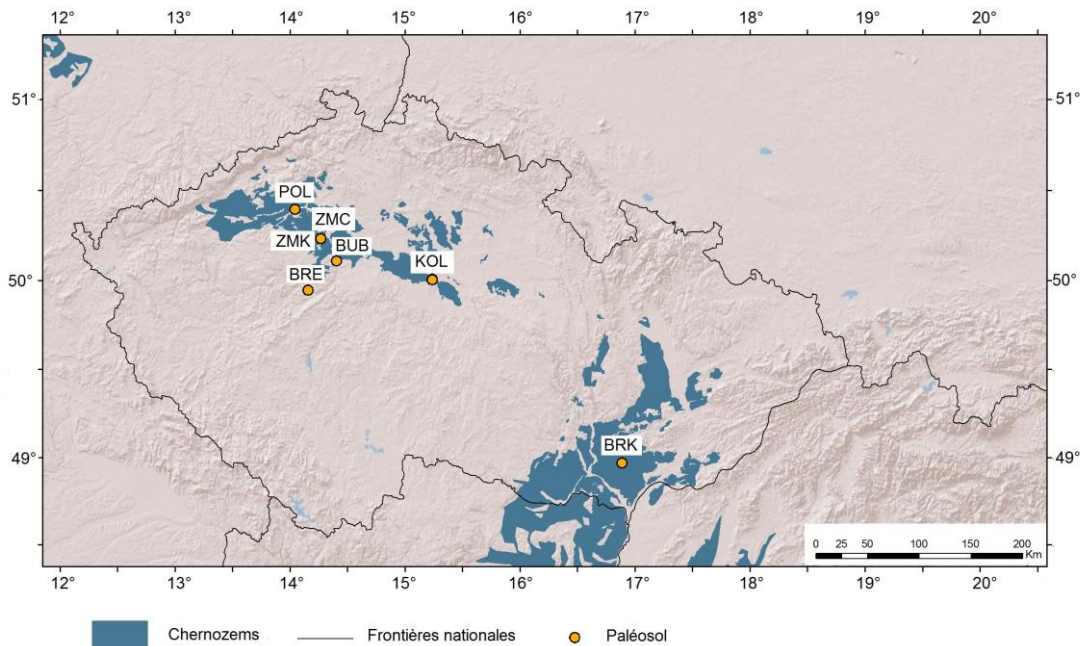 12° 13° 14° 15° 16° 17° 18° 19° 20°
51° 51°
POL
ZMC
ZMK BUB
BRE KOL
50° 50°
BRK
49° 49°
0 25 50 100 150 200
Km
12° 13° 14° 15° 16° 17° 18° 19° 20°
Chernozems Frontières nationales Paléosol